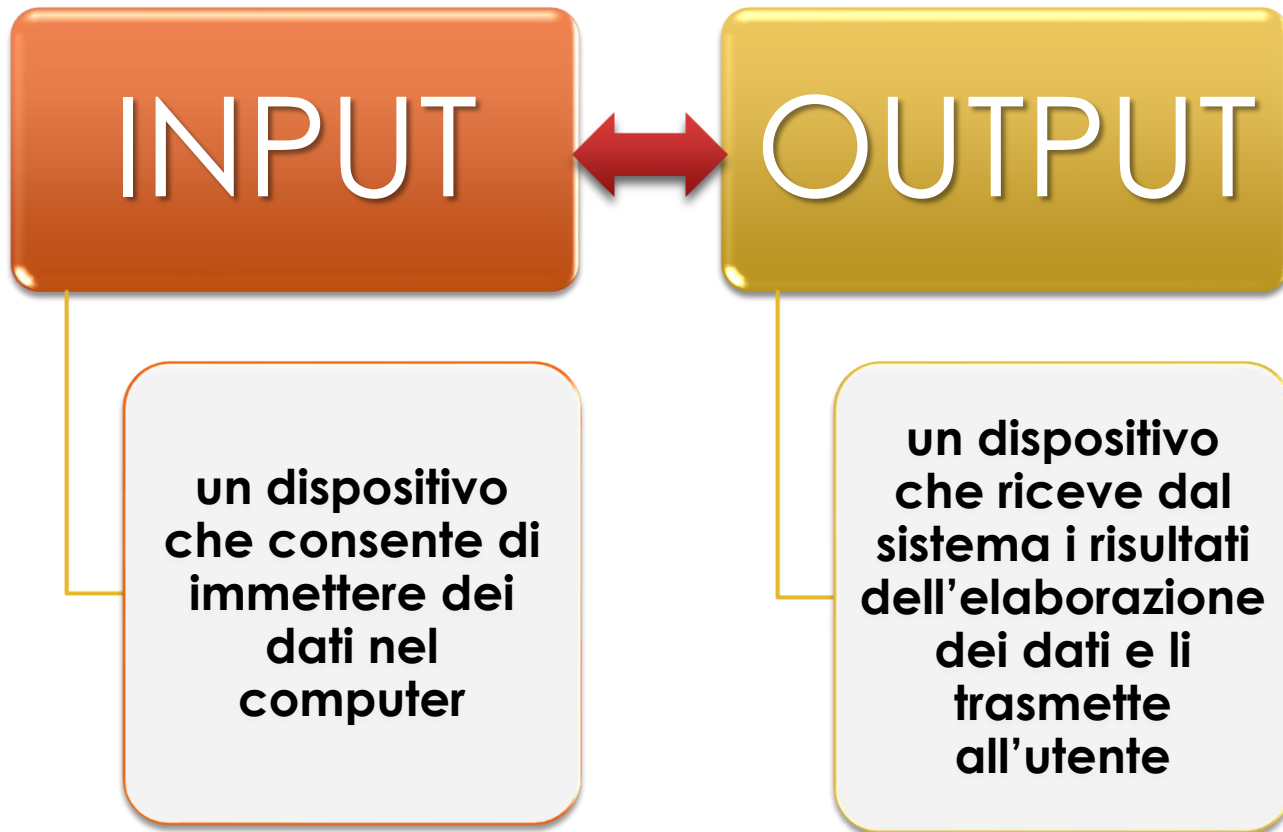 INPUT
OUTPUT
un dispositivo
che consente di
immettere dei
dati nel
computer
un dispositivo
che riceve dal
sistema i risultati
dell’elaborazione
dei dati e li
trasmette
all’utente